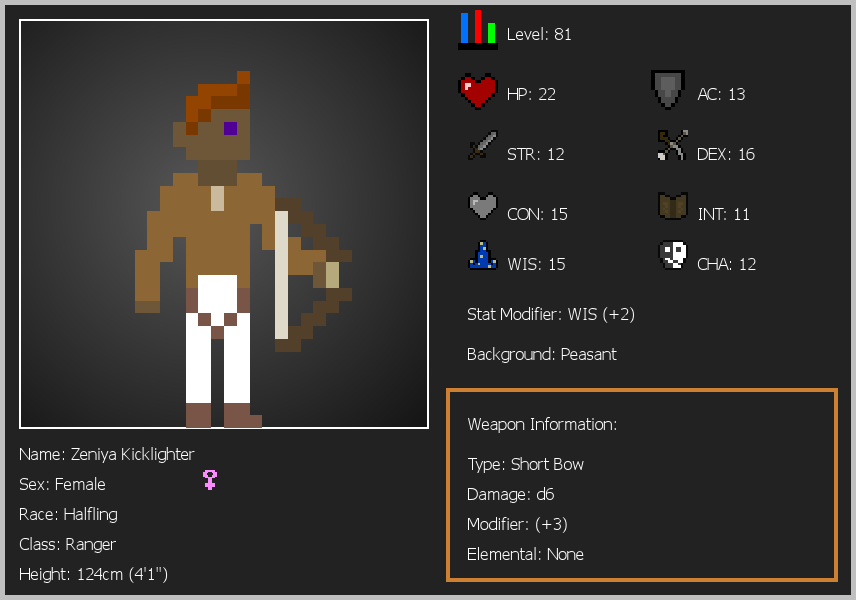 Level: 81
HP: 22
AC: 13
STR: 12
DEX: 16
CON: 15
INT: 11
WIS: 15
CHA: 12
Stat Modifier: WIS (+2)
Background: Peasant
Weapon Information:
Type: Short Bow
Damage: d6
Modifier: (+3)
Elemental: None
Name: Zeniya Kicklighter
Sex: Female
Race: Halfling
Class: Ranger
Height: 124cm (4'1")